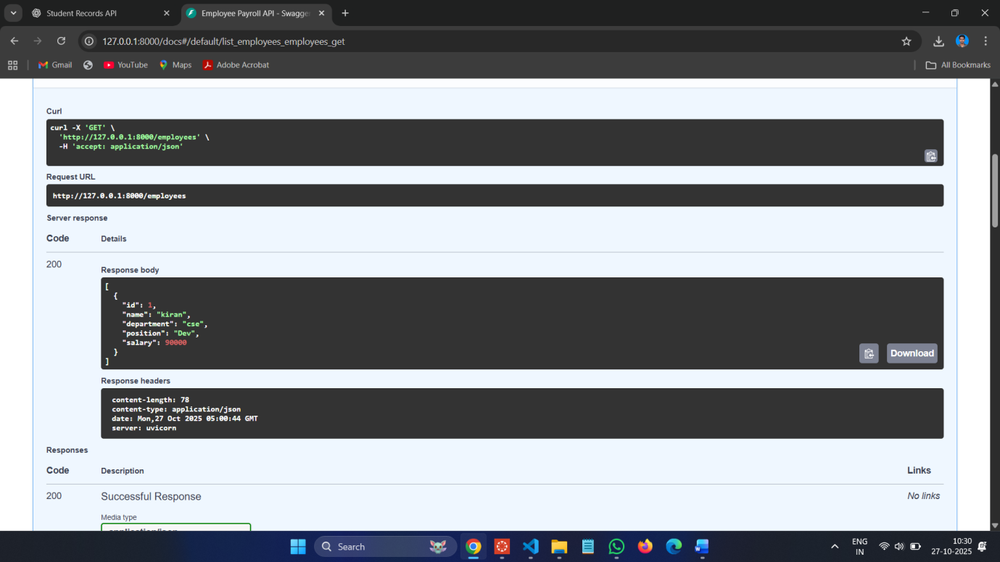 Student Records API
Employee Payroll API - Swagger
127.0.0.1:8000/docs#/default/list_employees_employees_get
Gmail
YouTube
Maps
Adobe Acrobat
All Bookmarks
Curl
curl -X 'GET' \
'http://127.0.0.1:8000/employees' \
-H 'accept: application/json'
Request URL
http://127.0.0.1:8000/employees
Server response
Code Details
200
Response body
[
{
"id": 1,
"name": "kiran",
"department": "cse",
"position": "Dev",
"salary": 90000
}
]
Download
Response headers
content-length: 78
content-type: application/json
date: Mon,27 Oct 2025 05:00:44 GMT
server: uvicorn
Responses
Code Description Links
200 Successful Response No links
Media type
application/json
Search
ENG
IN
10:30
27-10-2025